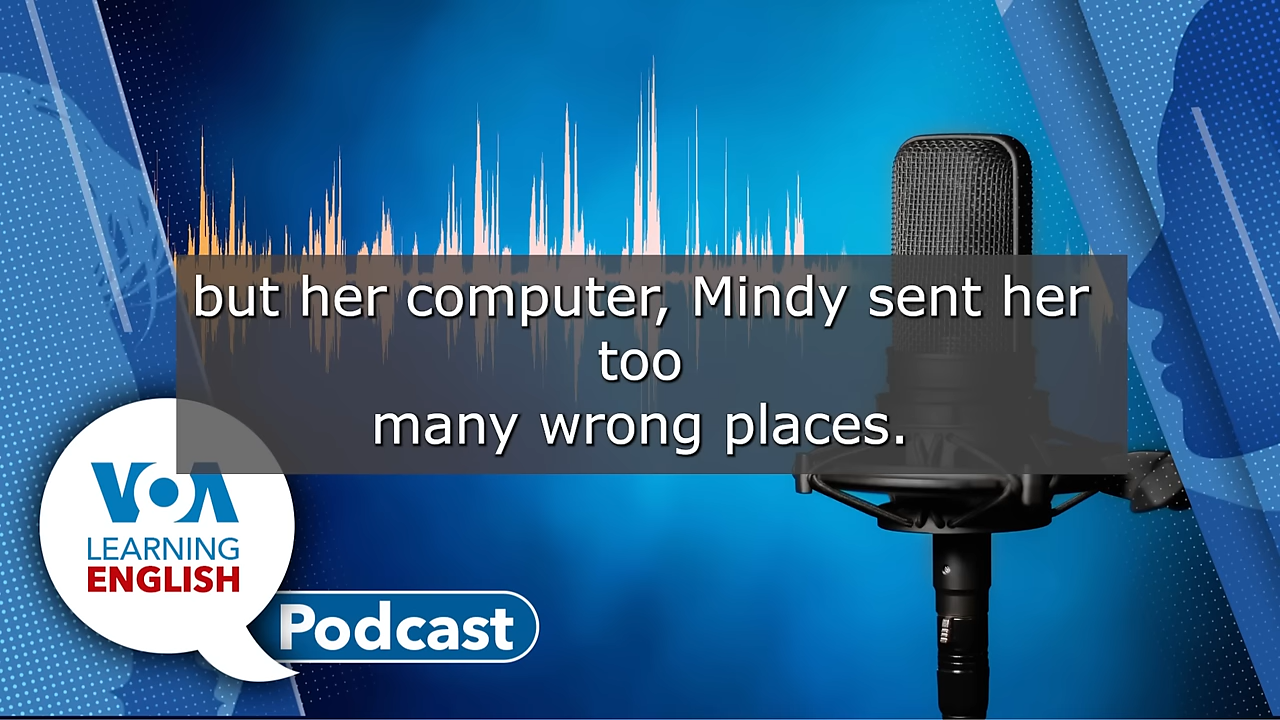 but her computer, Mindy sent her
too
many wrong places.
VOA
LEARNING
ENGLISH
Podcast